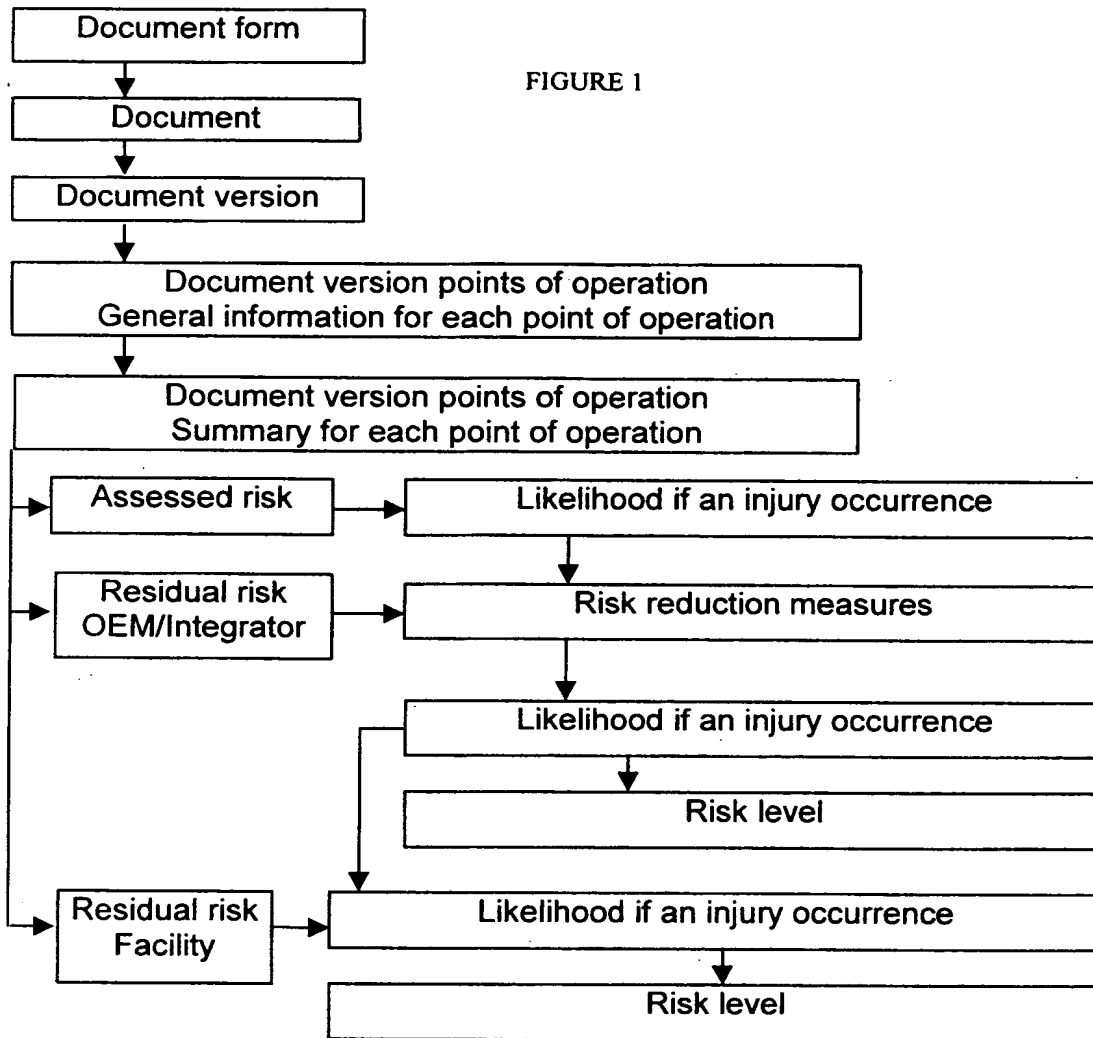 Document form
FIGURE 1
Document
Document version
Document version points of operation
General information for each point of operation
Document version points of operation
Summary for each point of operation
Assessed risk
Likelihood if an injury occurrence
Residual risk
OEM/Integrator
Risk reduction measures
Likelihood if an injury occurrence
Risk level
Residual risk
Facility
Likelihood if an injury occurrence
Risk level